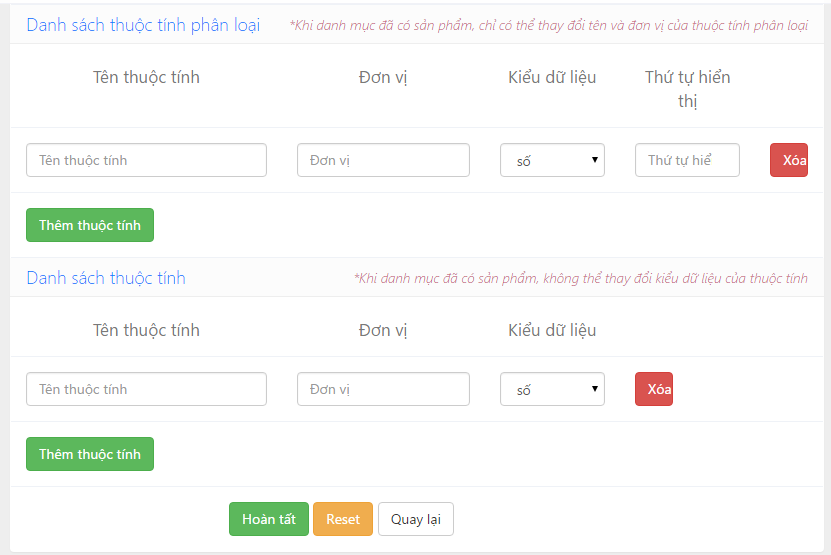 Danh sách thuộc tính phân loại *Khi danh mục đã có sản phẩm, chỉ có thể thay đổi tên và đơn vị của thuộc tính phân loại
Tên thuộc tính Đơn vị Kiểu dữ liệu Thứ tự hiển
thị
Tên thuộc tính Đơn vị số Thứ tự hiể Xóa
Thêm thuộc tính
Danh sách thuộc tính *Khi danh mục đã có sản phẩm, không thể thay đổi kiểu dữ liệu của thuộc tính
Tên thuộc tính Đơn vị Kiểu dữ liệu
Tên thuộc tính Đơn vị số Xóa
Thêm thuộc tính
Hoàn tất Reset Quay lại